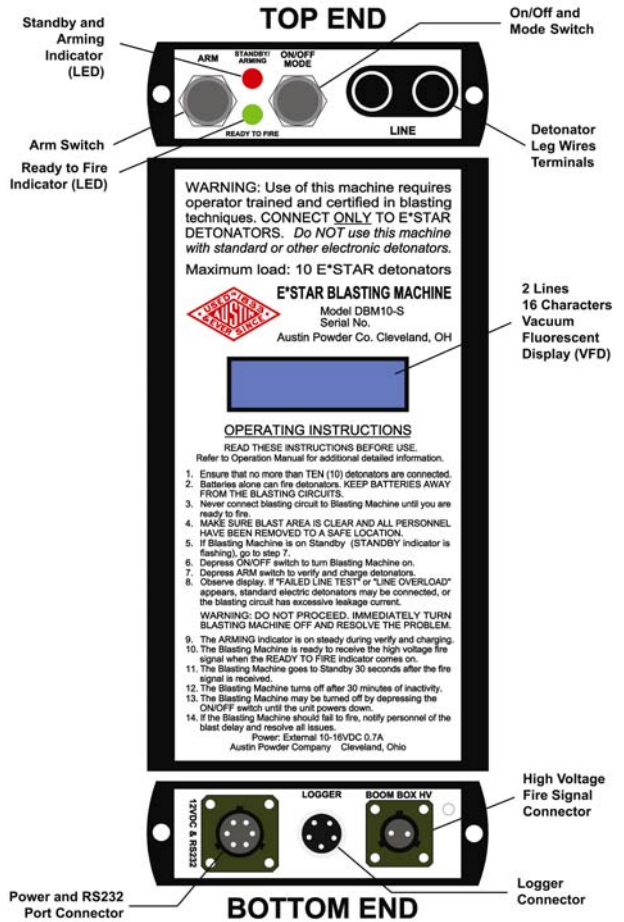 TOP END
Standby and
Arming
Indicator
(LED)
On/Off and
Mode Switch
ARM
STANDBY/
ARMING
ON/OFF
MODE
READY TO FIRE
LINE
Arm Switch
Ready to Fire
Indicator (LED)
Detonator
Leg Wires
Terminals
WARNING: Use of this machine requires
operator trained and certified in blasting
techniques. CONNECT ONLY TO E*STAR
DETONATORS. Do NOT use this machine
with standard or other electronic detonators.
Maximum load: 10 E*STAR detonators
USED IN 1833
AUSTIN
& EVER SINCE
E*STAR BLASTING MACHINE
Model DBM10-S
Serial No.
Austin Powder Co. Cleveland, OH
2 Lines
16 Characters
Vacuum
Fluorescent
Display (VFD)
OPERATING INSTRUCTIONS
READ THESE INSTRUCTIONS BEFORE USE.
Refer to Operation Manual for additional detailed information.
1. Ensure that no more than TEN (10) detonators are connected.
2. Batteries alone can fire detonators. KEEP BATTERIES AWAY
FROM THE BLASTING CIRCUITS.
3. Never connect blasting circuit to Blasting Machine until you are
ready to fire.
4. MAKE SURE BLAST AREA IS CLEAR AND ALL PERSONNEL
HAVE BEEN REMOVED TO A SAFE LOCATION.
5. If Blasting Machine is on Standby (STANDBY indicator is
flashing), go to step 7.
6. Depress ON/OFF switch to turn Blasting Machine on.
7. Depress ARM switch to verify and charge detonators.
8. Observe display. If "FAILED LINE TEST" or "LINE OVERLOAD"
appears, standard electric detonators may be connected, or
the blasting circuit has excessive leakage current.
WARNING: DO NOT PROCEED. IMMEDIATELY TURN
BLASTING MACHINE OFF AND RESOLVE THE PROBLEM.
9. The ARMING indicator is on steady during verify and charging.
10. The Blasting Machine is ready to receive the high voltage fire
signal when the READY TO FIRE indicator comes on.
11. The Blasting Machine goes to Standby 30 seconds after the fire
signal is received.
12. The Blasting Machine turns off after 30 minutes of inactivity.
13. The Blasting Machine may be turned off by depressing the
ON/OFF switch until the unit powers down.
14. If the Blasting Machine should fail to fire, notify personnel of the
blast delay and resolve all issues.
Power: External 10-16VDC 0.7A
Austin Powder Company Cleveland, Ohio
12VDC & RS232
LOGGER
BOOM BOX HV
High Voltage
Fire Signal
Connector
Power and RS232
Port Connector
Logger
Connector
BOTTOM END